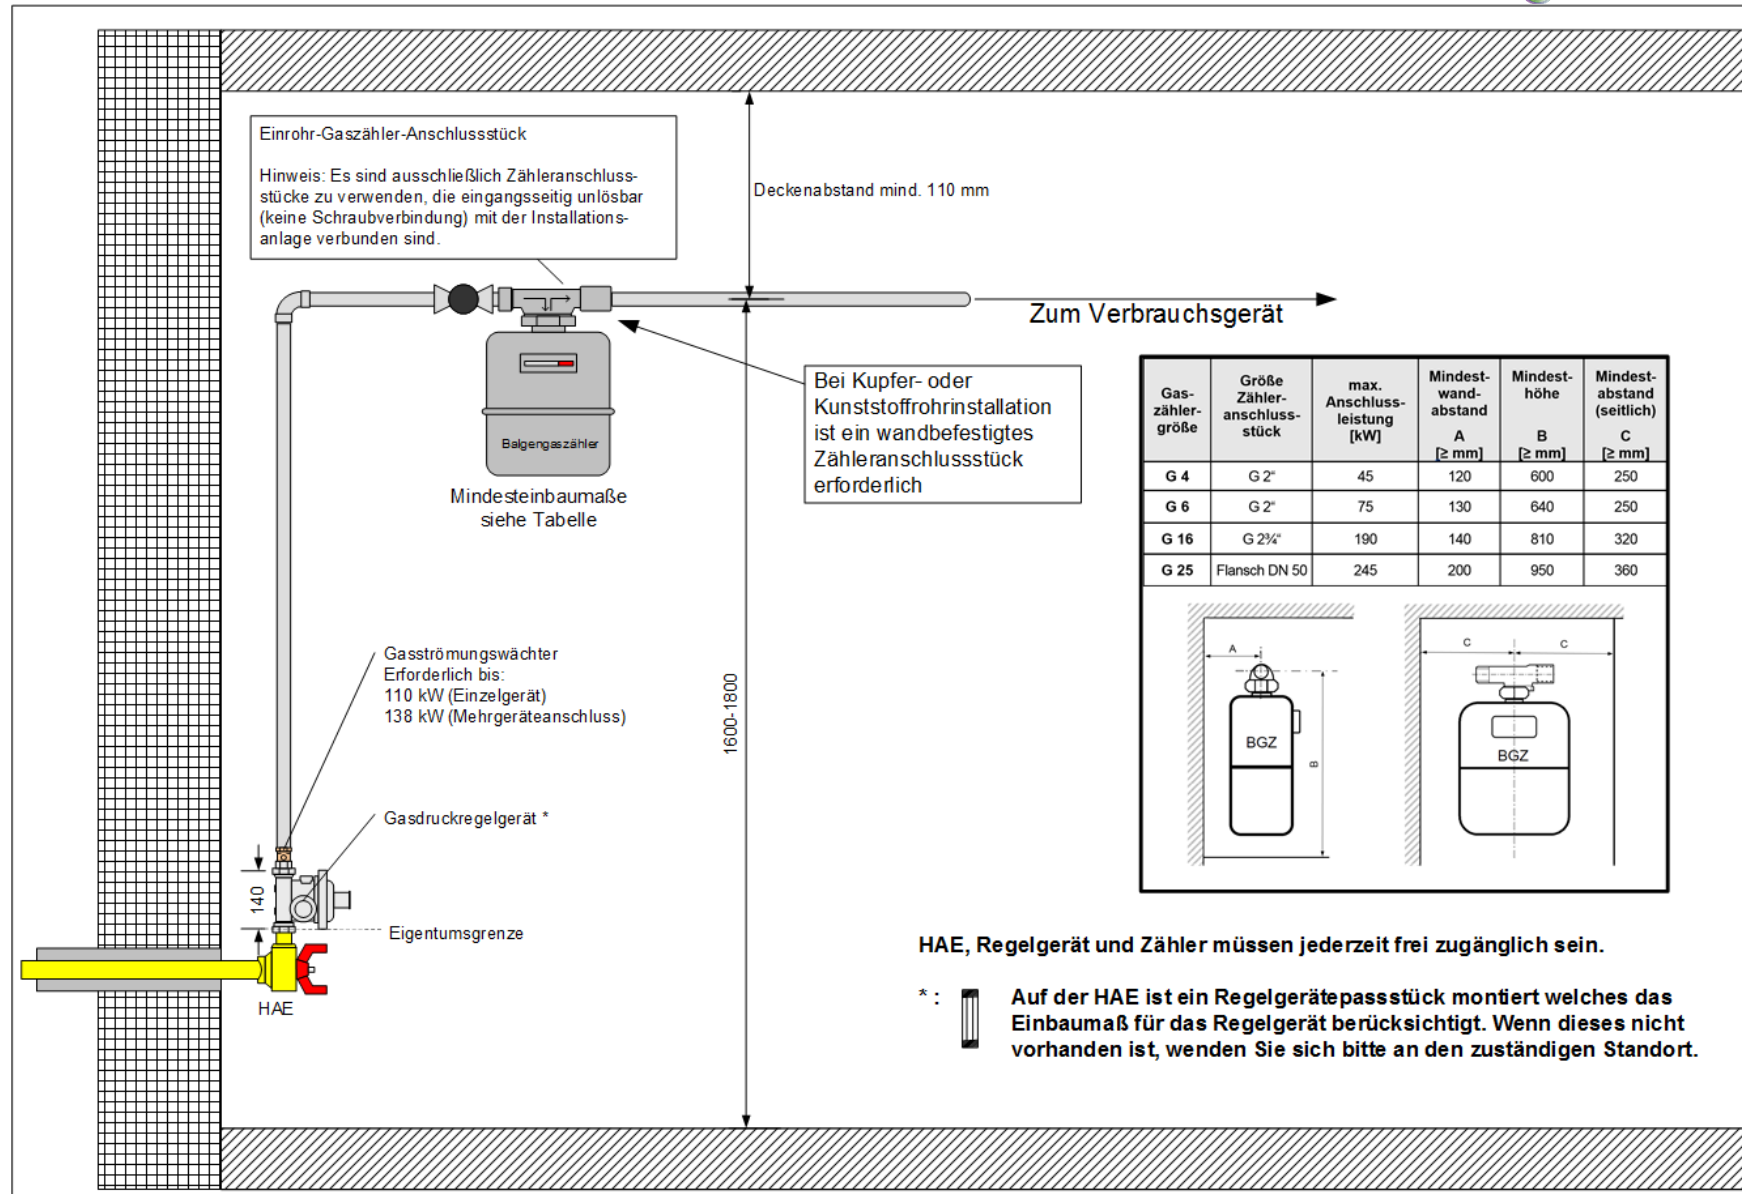 Einrohr-Gaszähler-Anschlussstück
Hinweis: Es sind ausschließlich Zähleranschluss-
stücke zu verwenden, die eingangsseitig unlösbar
(keine Schraubverbindung) mit der Installations-
anlage verbunden sind.
Deckenabstand mind. 110 mm
Zum Verbrauchsgerät
Bei Kupfer- oder
Kunststoffrohrinstallation
ist ein wandbefestigtes
Zähleranschlussstück
erforderlich
Balgengaszähler
Mindesteinbaumaße
siehe Tabelle
Gas-
zähler-
größe
Größe
Zähler-
anschluss-
stück
max.
Anschluss-
leistung
[kW]
Mindest-
wand-
abstand
A
[≥ mm]
Mindest-
höhe
B
[≥ mm]
Mindest-
abstand
(seitlich)
C
[≥ mm]
G 4 G 2“ 45 120 600 250
G 6 G 2“ 75 130 640 250
G 16 G 2¾“ 190 140 810 320
G 25 Flansch DN 50 245 200 950 360
A
B
BGZ
C C
BGZ
Gasströmungswächter
Erforderlich bis:
110 kW (Einzelgerät)
138 kW (Mehrgeräteanschluss)
1600-1800
Gasdruckregelgerät *
140
Eigentumsgrenze
HAE
HAE, Regelgerät und Zähler müssen jederzeit frei zugänglich sein.
* : Auf der HAE ist ein Regelgerätepassstück montiert welches das
Einbaumaß für das Regelgerät berücksichtigt. Wenn dieses nicht
vorhanden ist, wenden Sie sich bitte an den zuständigen Standort.